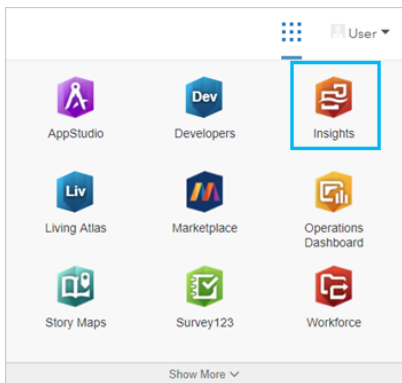 User
Dev
AppStudio
Developers
Insights
Liv
Living Atlas
Marketplace
Operations
Dashboard
Story Maps
Survey123
Workforce
Show More